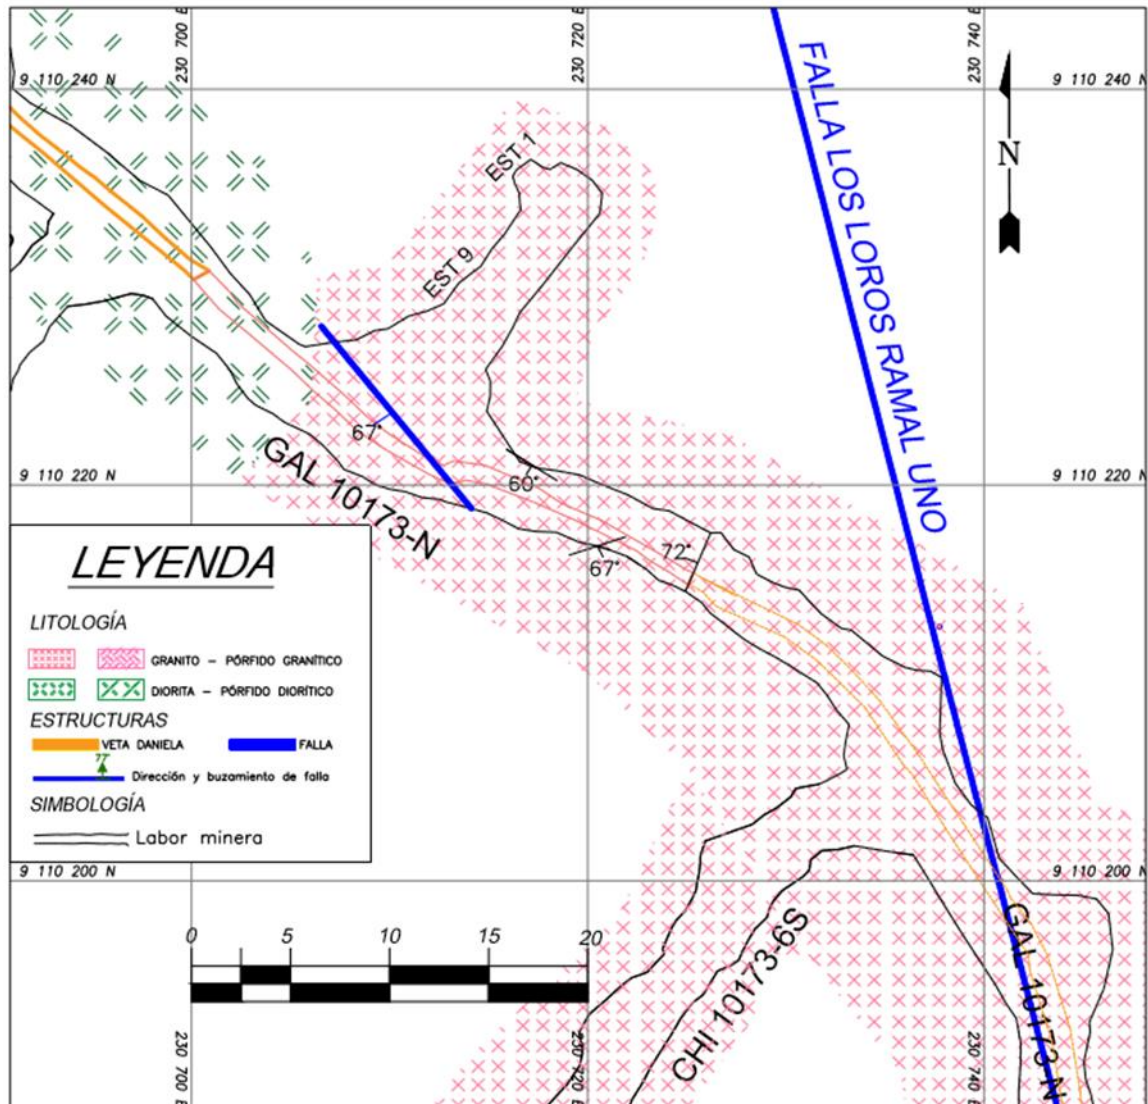 230 700 E
230 720 E
230 740 E
9 110 240 N
9 110 240 N
FALLA LOS LOROS RAMAL UNO
N
EST 1
EST 9
67°
GAL 10173-N
9 110 220 N
60°
9 110 220 N
72°
67°
LEYENDA
LITOLOGÍA
GRANITO - PÓRFIDO GRANÍTICO
DIORITA - PÓRFIDO DIORÍTICO
ESTRUCTURAS
VETA DANIELA
FALLA
77°
Dirección y buzamiento de falla
SIMBOLOGÍA
Labor minera
9 110 200 N
9 110 200 N
0 5 10 15 20
CHI 10173-6S
GAL 10173-N
230 700 E
230 720 E
230 740 E